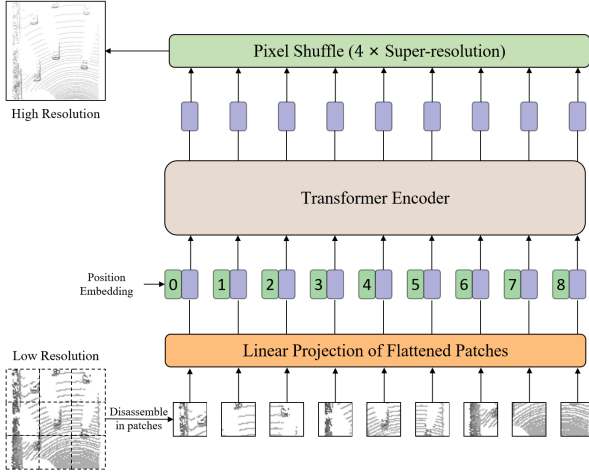 Pixel Shuffle (4 × Super-resolution)
High Resolution
Transformer Encoder
Position
Embedding
0 1 2 3 4 5 6 7 8
Linear Projection of Flattened Patches
Low Resolution
Disassemble
in patches